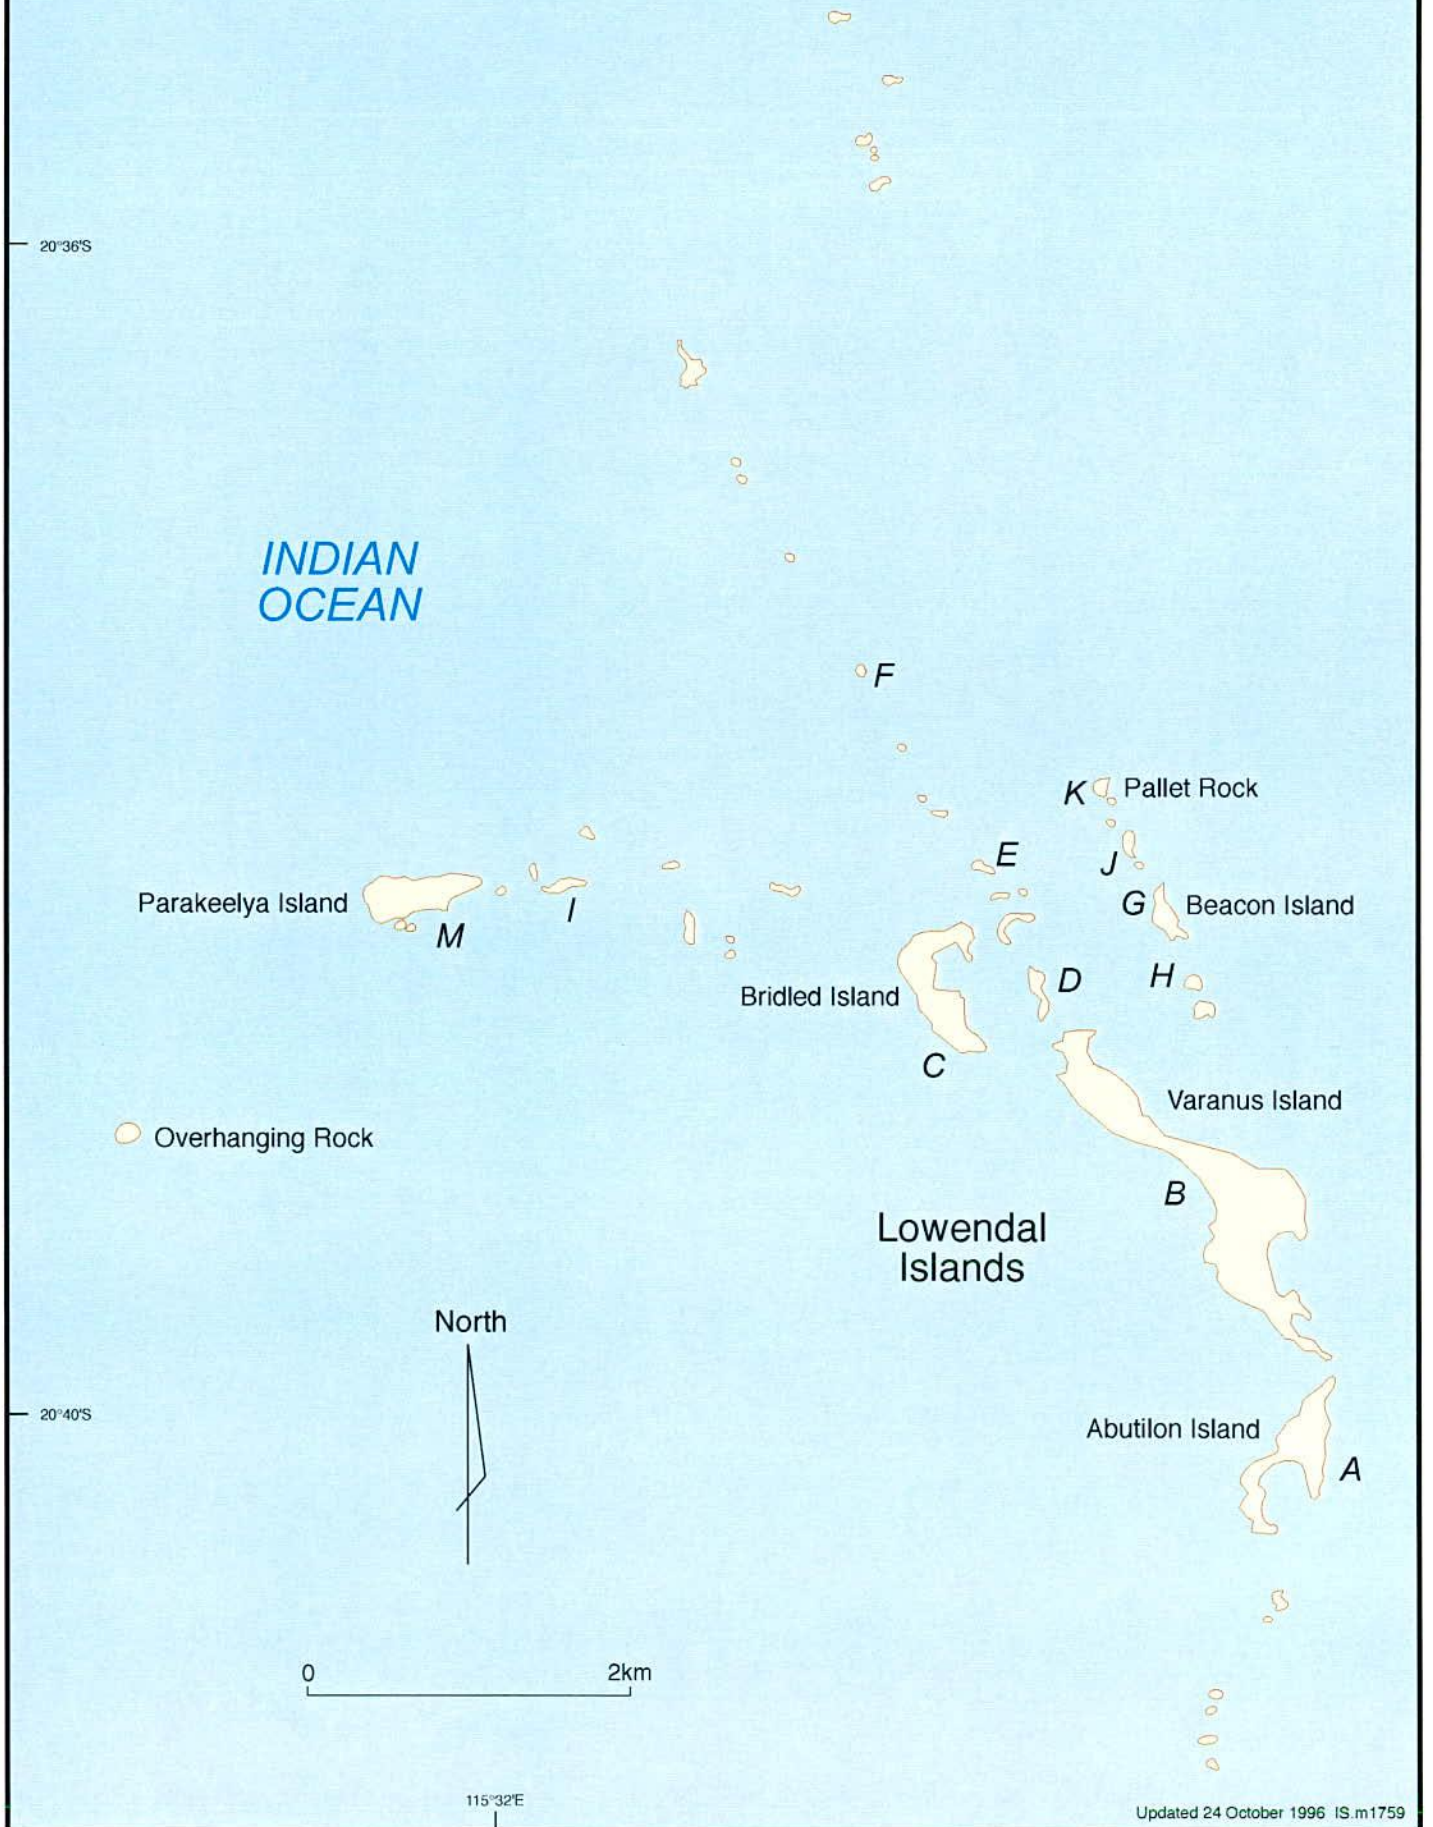 20°36'S
INDIAN
OCEAN
F
K Pallet Rock
E
J
Parakeelya Island
I
G Beacon Island
M
H
D
Bridled Island
C
Varanus Island
Overhanging Rock
B
Lowendal
Islands
North
20°40'S
Abutilon Island
A
0 2km
115°32'E
Updated 24 October 1996 IS.m1759